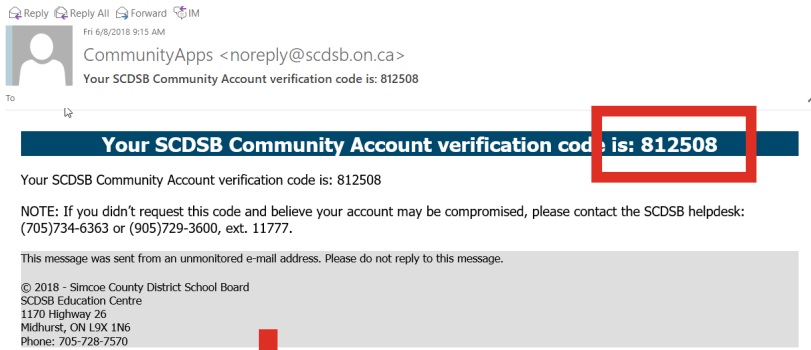 Reply Reply All Forward IM
Fri 6/8/2018 9:15 AM
CommunityApps <noreply@scdsb.on.ca>
Your SCDSB Community Account verification code is: 812508
To
Your SCDSB Community Account verification code is: 812508
Your SCDSB Community Account verification code is: 812508
NOTE: If you didn't request this code and believe your account may be compromised, please contact the SCDSB helpdesk:
(705)734-6363 or (905)729-3600, ext. 11777.
This message was sent from an unmonitored e-mail address. Please do not reply to this message.
© 2018 - Simcoe County District School Board
SCDSB Education Centre
1170 Highway 26
Midhurst, ON L9X 1N6
Phone: 705-728-7570